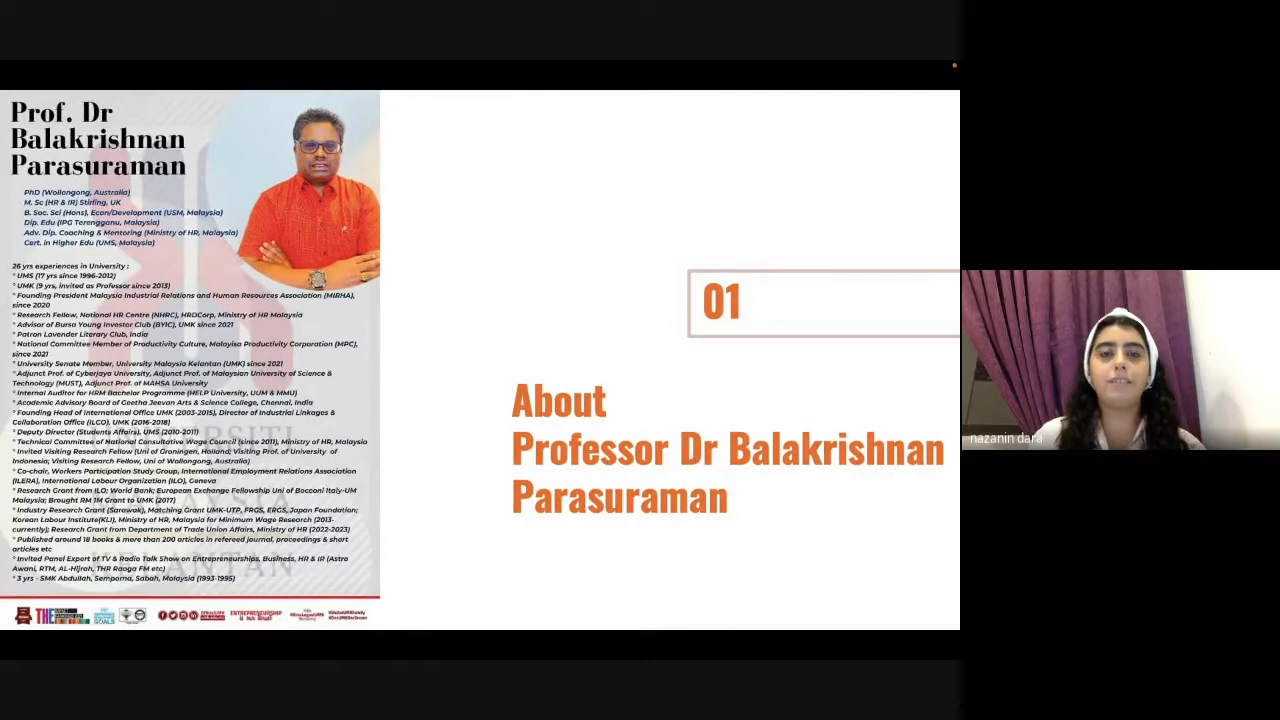 Prof. Dr
Balakrishnan
Parasuraman
PhD (Wollongong, Australia)
M. Sc (HR & IR) Stirling, UK
B. Soc. Sci (Hons), Econ/Development (USM, Malaysia)
Dip. Edu (IPG Terengganu, Malaysia)
Adv. Dip. Coaching & Mentoring (Ministry of HR, Malaysia)
Cert. in Higher Edu (UMS, Malaysia)
26 yrs experiences in University :
° UMS (17 yrs since 1996-2012)
° UMK (9 yrs, invited as Professor since 2013)
° Founding President Malaysia Industrial Relations and Human Resources Association (MIRHA),
since 2020
° Research Fellow, National HR Centre (NHRC), HRDCorp, Ministry of HR Malaysia
° Advisor of Bursa Young Investor Club (BYIC), UMK since 2021
° Patron Lavender Literary Club, India
° National Committee Member of Productivity Culture, Malayisa Productivity Corporation (MPC),
since 2021
° University Senate Member, University Malaysia Kelantan (UMK) since 2021
° Adjunct Prof. of Cyberjaya University, Adjunct Prof. of Malaysian University of Science &
Technology (MUST), Adjunct Prof. of MAHSA University
° Internal Auditor for HRM Bachelor Programme (HELP University, UUM & MMU)
° Academic Advisory Board of Geetha Jeevan Arts & Science College, Chennai, India
° Founding Head of International Office UMK (2003-2015), Director of Industrial Linkages &
Collaboration Office (ILCO), UMK (2016-2018)
° Deputy Director (Students Affairs), UMS (2010-2011)
° Technical Committee of National Consultative Wage Council (since 2011), Ministry of HR, Malaysia
° Invited Visiting Research Fellow (Uni of Groningen, Holland; Visiting Prof. of University of
Indonesia; Visiting Research Fellow, Uni of Wollongong, Australia)
° Co-chair, Workers Participation Study Group, International Employment Relations Association
(ILERA), International Labour Organization (ILO), Geneva
° Research Grant from ILO; World Bank; European Exchange Fellowship Uni of Bocconi Italy-UM
Malaysia; Brought RM 1M Grant to UMK (2017)
° Industry Research Grant (Sarawak), Matching Grant UMK-UTP, FRGS, ERGS, Japan Foundation;
Korean Labour Institute(KLI), Ministry of HR, Malaysia for Minimum Wage Research (2013-
currently); Research Grant from Department of Trade Union Affairs, Ministry of HR (2022-2023)
° Published around 18 books & more than 200 articles in refereed journal, proceedings & short
articles etc
° Invited Panel Expert of TV & Radio Talk Show on Entrepreneurships, Business, HR & IR (Astro
Awani, RTM, AL-Hijrah, THR Raaga FM etc)
° 3 yrs - SMK Abdullah, Semporna, Sabah, Malaysia (1993-1995)
THE
GOALS
ENTREPRENEURSHIP
01
About
Professor Dr Balakrishnan
Parasuraman
nazanin dara